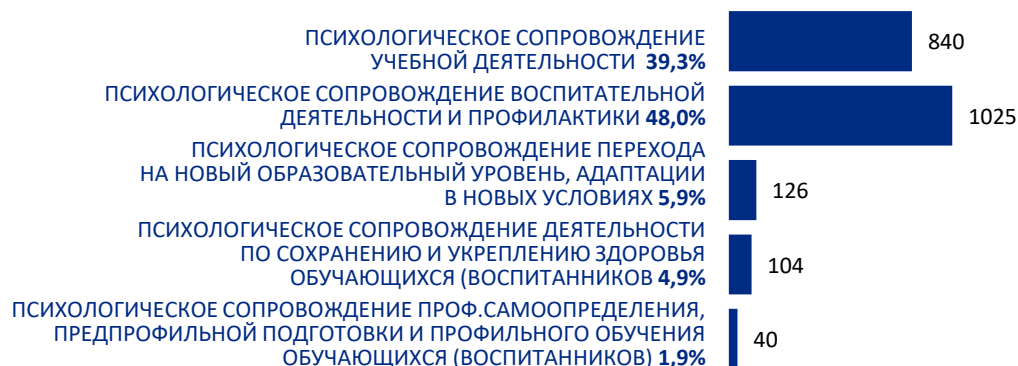 ПСИХОЛОГИЧЕСКОЕ СОПРОВОЖДЕНИЕ
УЧЕБНОЙ ДЕЯТЕЛЬНОСТИ 39,3%
840
ПСИХОЛОГИЧЕСКОЕ СОПРОВОЖДЕНИЕ ВОСПИТАТЕЛЬНОЙ
ДЕЯТЕЛЬНОСТИ И ПРОФИЛАКТИКИ 48,0%
1025
ПСИХОЛОГИЧЕСКОЕ СОПРОВОЖДЕНИЕ ПЕРЕХОДА
НА НОВЫЙ ОБРАЗОВАТЕЛЬНЫЙ УРОВЕНЬ, АДАПТАЦИИ
В НОВЫХ УСЛОВИЯХ 5,9%
126
ПСИХОЛОГИЧЕСКОЕ СОПРОВОЖДЕНИЕ ДЕЯТЕЛЬНОСТИ
ПО СОХРАНЕНИЮ И УКРЕПЛЕНИЮ ЗДОРОВЬЯ
ОБУЧАЮЩИХСЯ (ВОСПИТАННИКОВ 4,9%
104
ПСИХОЛОГИЧЕСКОЕ СОПРОВОЖДЕНИЕ ПРОФ.САМООПРЕДЕЛЕНИЯ,
ПРЕДПРОФИЛЬНОЙ ПОДГОТОВКИ И ПРОФИЛЬНОГО ОБУЧЕНИЯ
ОБУЧАЮЩИХСЯ (ВОСПИТАННИКОВ) 1,9%
40